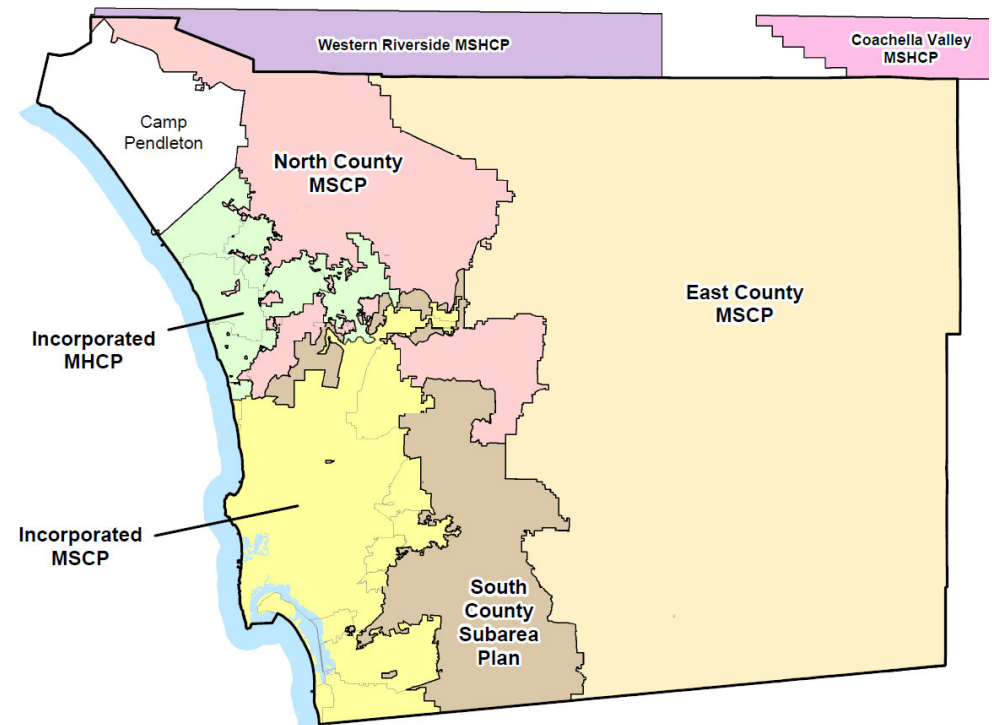 Western Riverside MSHCP
Coachella Valley
MSHCP
Camp
Pendleton
North County
MSCP
East County
MSCP
Incorporated
MHCP
Incorporated
MSCP
South
County
Subarea
Plan